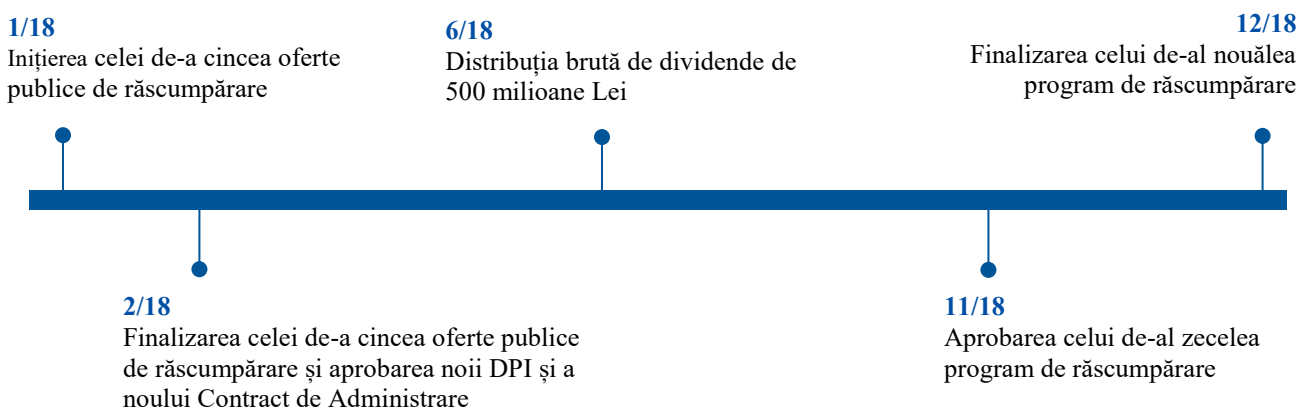 1/18
Inițierea celei de-a cincea oferte
publice de răscumpărare
6/18
Distribuția brută de dividende de
500 milioane Lei
12/18
Finalizarea celui de-al nouălea
program de răscumpărare
2/18
Finalizarea celei de-a cincea oferte publice
de răscumpărare și aprobarea noii DPI și a
noului Contract de Administrare
11/18
Aprobarea celui de-al zecelea
program de răscumpărare